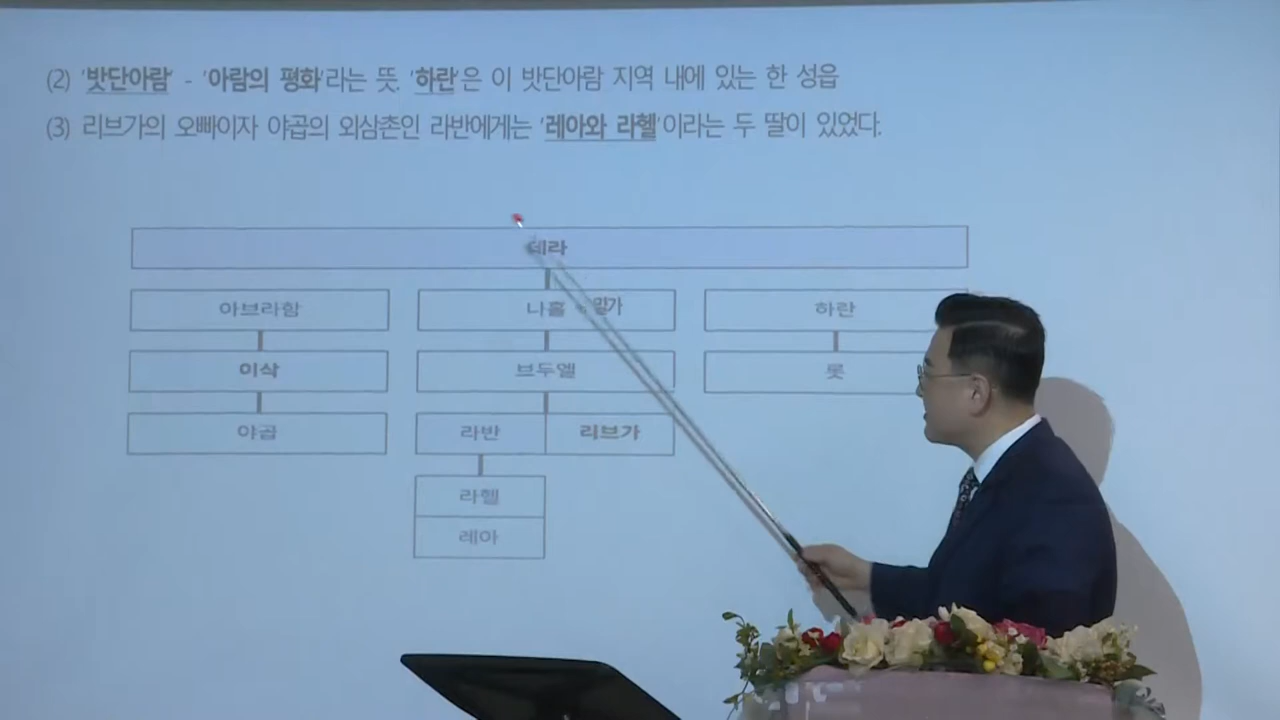 (2) '밧단아람' - '아람의 평화'라는 뜻. '하란'은 이 밧단아람 지역 내에 있는 한 성읍
(3) 리브가의 오빠이자 야곱의 외삼촌인 라반에게는 '레아와 라헬'이라는 두 딸이 있었다.
데라
아브라함 나홀 하란
이삭 브두엘 롯
야곱 라반 리브가
라헬
레아